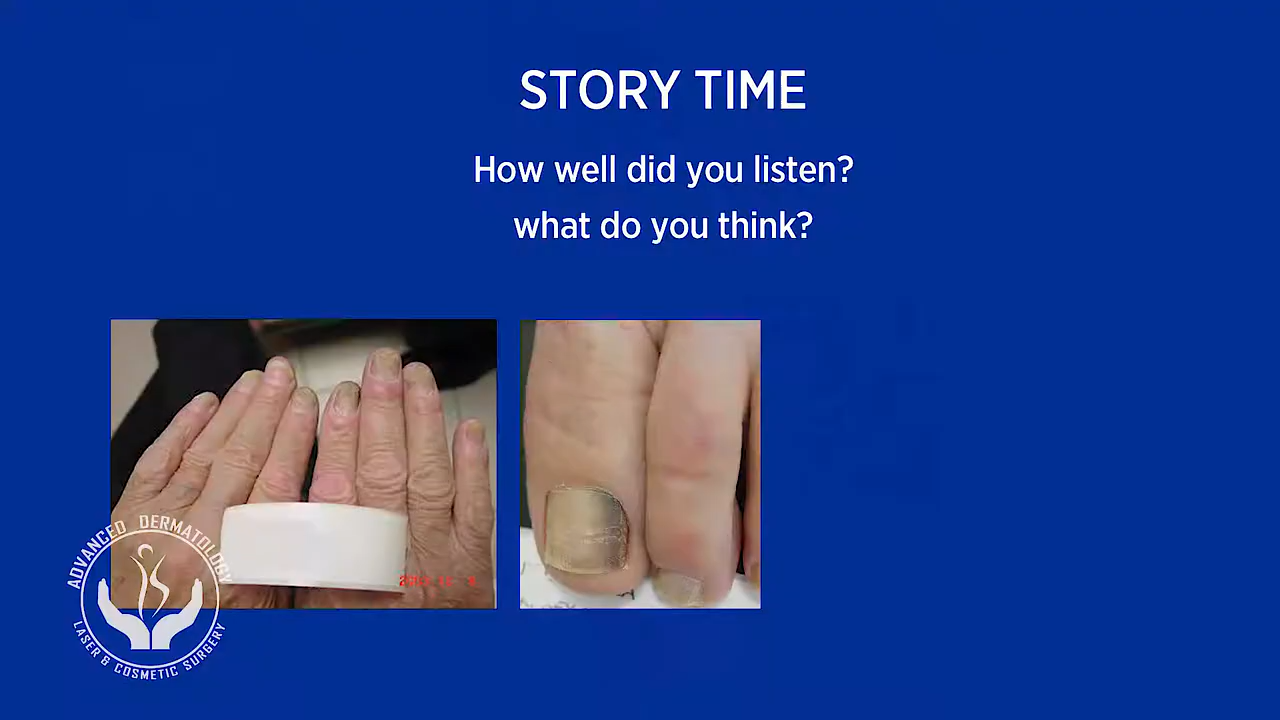 STORY TIME
How well did you listen?
what do you think?
ADVANCED DERMATOLOGY
LASER & COSMETIC SURGERY